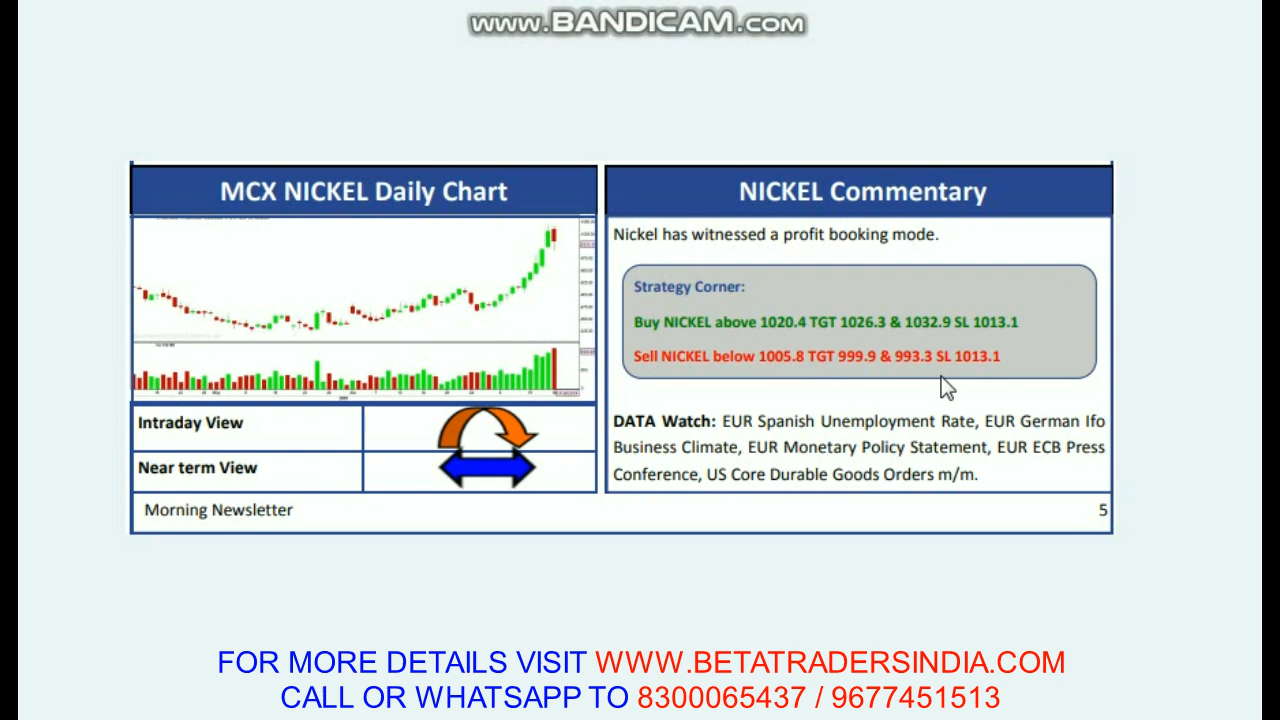 www.BANDICAM.com
MCX NICKEL Daily Chart
NICKEL Commentary
Nickel has witnessed a profit booking mode.
Strategy Corner:
Buy NICKEL above 1020.4 TGT 1026.3 & 1032.9 SL 1013.1
Sell NICKEL below 1005.8 TGT 999.9 & 993.3 SL 1013.1
Intraday View
Near term View
DATA Watch: EUR Spanish Unemployment Rate, EUR German Ifo
Business Climate, EUR Monetary Policy Statement, EUR ECB Press
Conference, US Core Durable Goods Orders m/m.
Morning Newsletter
5
FOR MORE DETAILS VISIT WWW.BETATRADERSINDIA.COM
CALL OR WHATSAPP TO 8300065437 / 9677451513